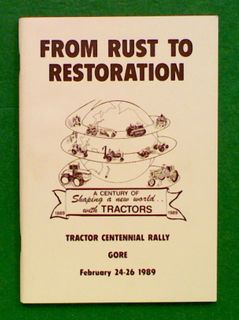 FROM RUST TO
RESTORATION
A CENTURY OF
Shaping a new world..
with TRACTORS
1889
1989
TRACTOR CENTENNIAL RALLY
GORE
February 24-26 1989